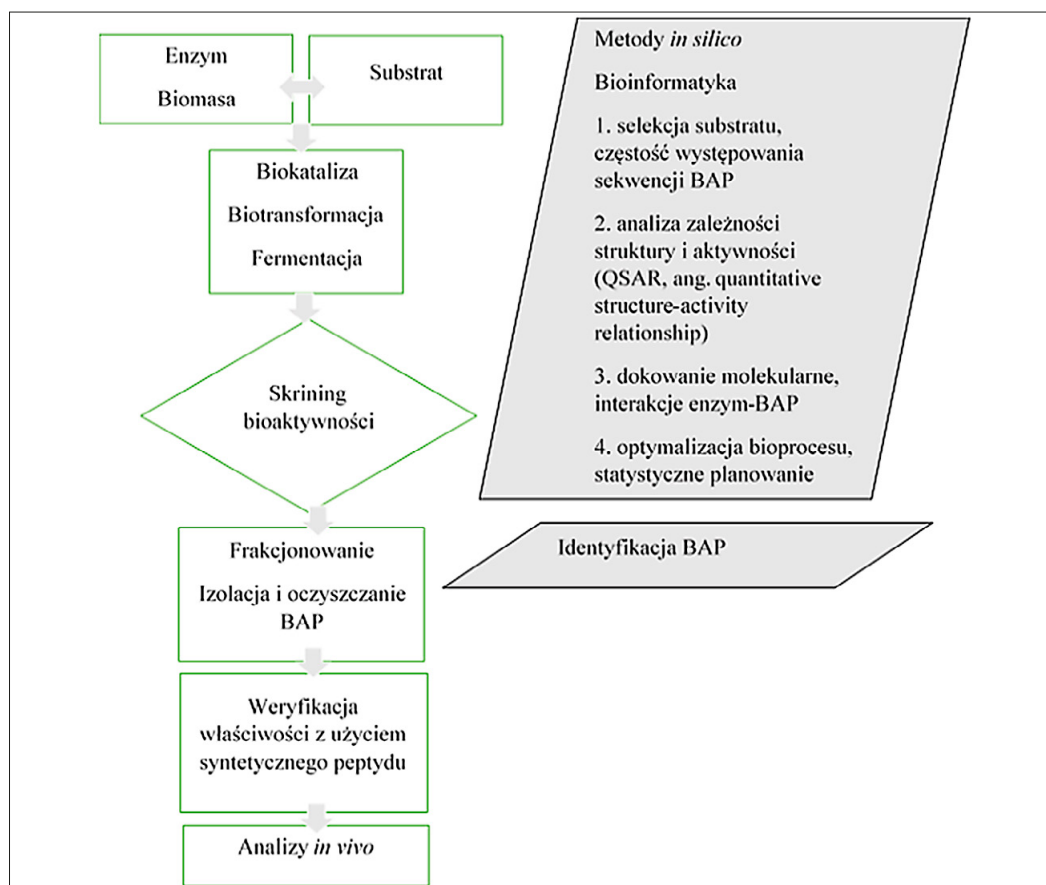 Enzym
Biomasa
Substrat
Biokataliza
Biotransformacja
Fermentacja
Skrining
bioaktywności
Frakcjonowanie
Izolacja i oczyszczanie
BAP
Weryfikacja
właściwości z użyciem
syntetycznego peptydu
Analizy in vivo
Metody in silico
Bioinformatyka
1. selekcja substratu,
częstość występowania
sekwencji BAP
2. analiza zależności
struktury i aktywności
(QSAR, ang. quantitative
structure-activity
relationship)
3. dokowanie molekularne,
interakcje enzym-BAP
4. optymalizacja bioprocesu,
statystyczne planowanie
Identyfikacja BAP